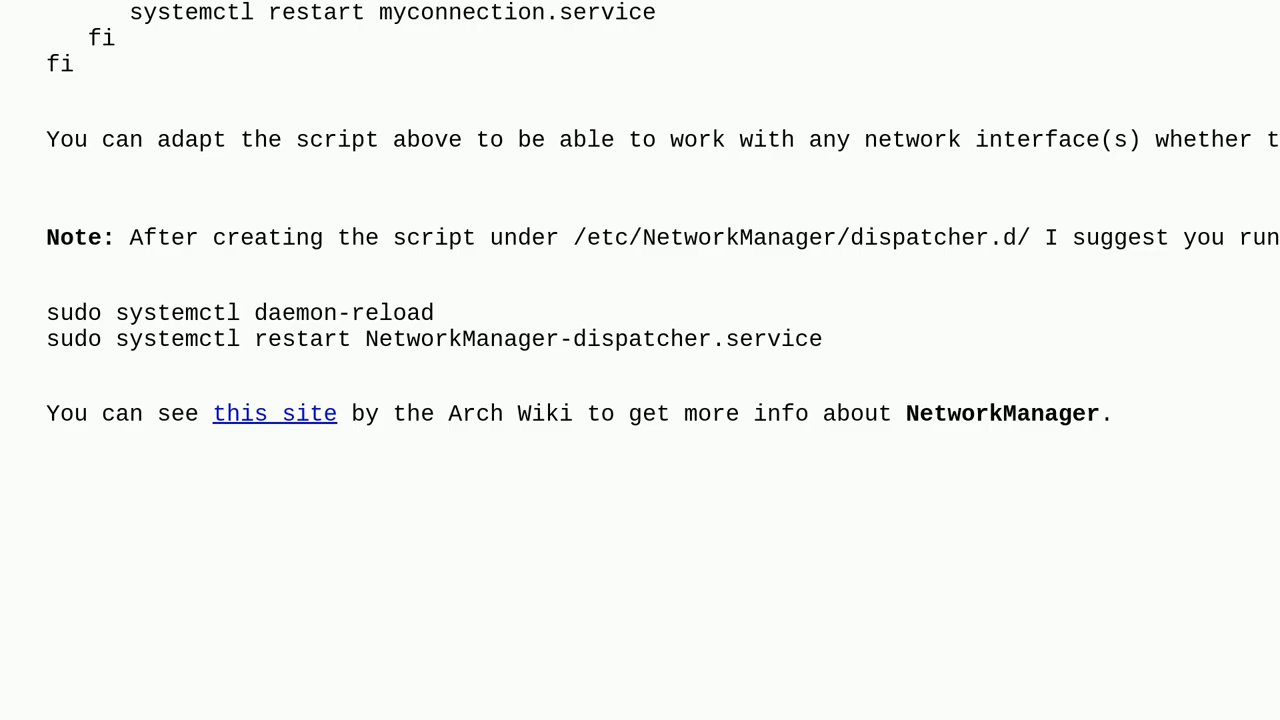 systemctl restart myconnection.service
fi
fi
You can adapt the script above to be able to work with any network interface(s) whether t
Note: After creating the script under /etc/NetworkManager/dispatcher.d/ I suggest you run
sudo systemctl daemon-reload
sudo systemctl restart NetworkManager-dispatcher.service
You can see this site by the Arch Wiki to get more info about NetworkManager.